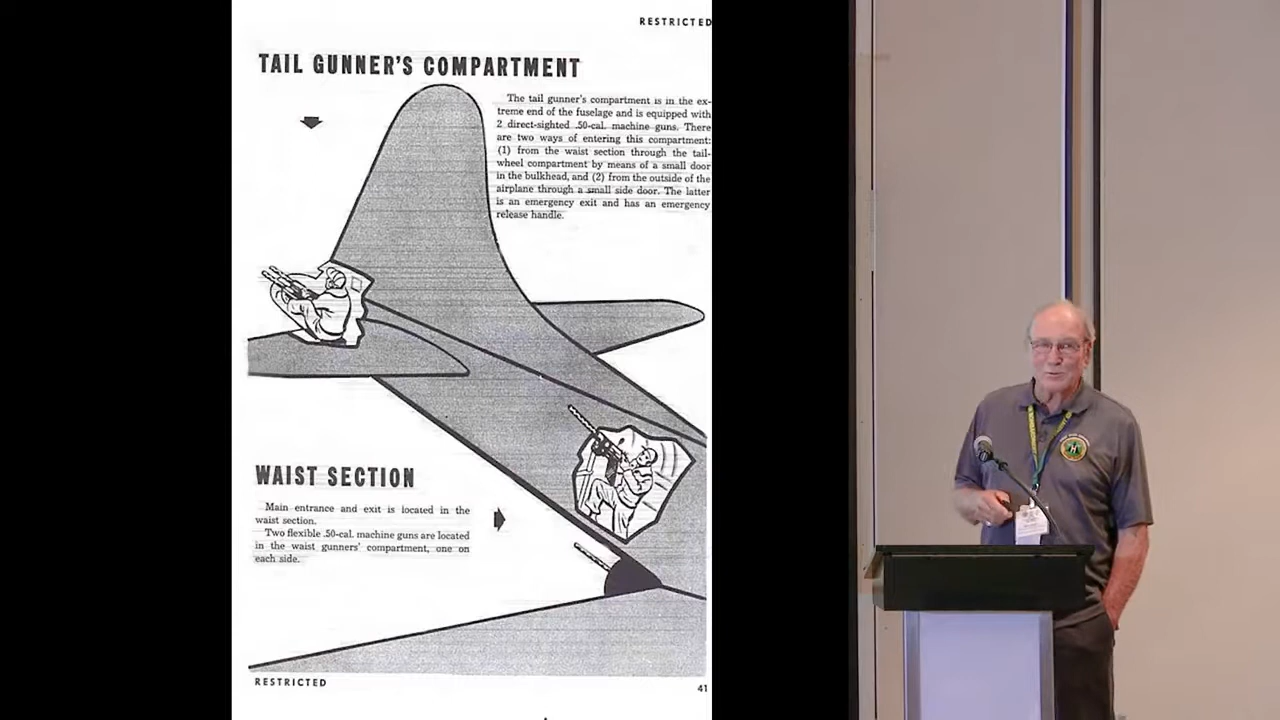 RESTRICTED
TAIL GUNNER'S COMPARTMENT
The tail gunner's compartment is in the ex-
treme end of the fuselage and is equipped with
2 direct-sighted .50-cal. machine guns. There
are two ways of entering this compartment:
(1) from the waist section through the tail-
wheel compartment by means of a small door
in the bulkhead, and (2) from the outside of the
airplane through a small side door. The latter
is an emergency exit and has an emergency
release handle.
WAIST SECTION
Main entrance and exit is located in the
waist section.
Two flexible .50-cal. machine guns are located
in the waist gunners' compartment, one on
each side.
RESTRICTED
41